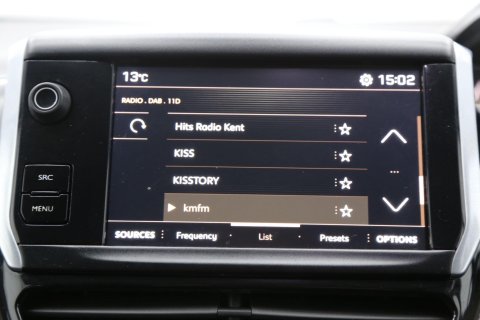 13°C 15:02
RADIO . DAB . 11D
Hits Radio Kent
KISS
KISSTORY
kmfm
SRC
MENU
SOURCES Frequency List Presets OPTIONS